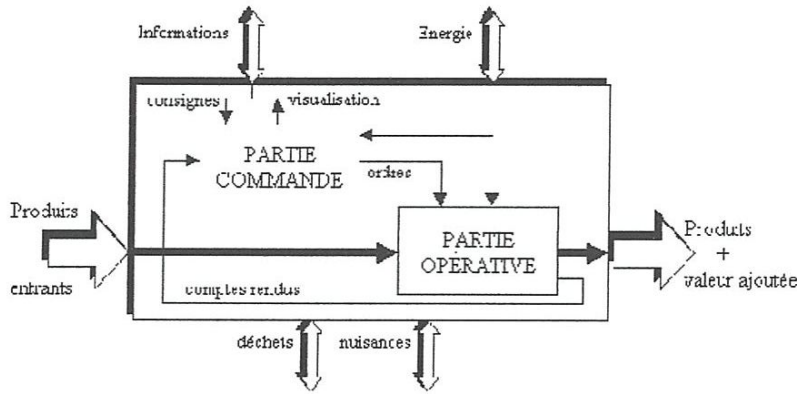 Informations
Energie
consignes
visualisation
PARTIE
COMMANDE
ordres
Produits
entrants
PARTIE
OPÉRATIVE
Produits
+
valeur ajoutée
comptes rendus
déchets
nuisances